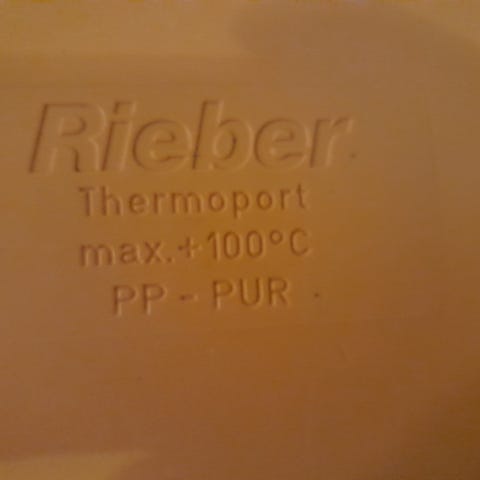 Rieber
Thermoport
max.+100°C
PP - PUR